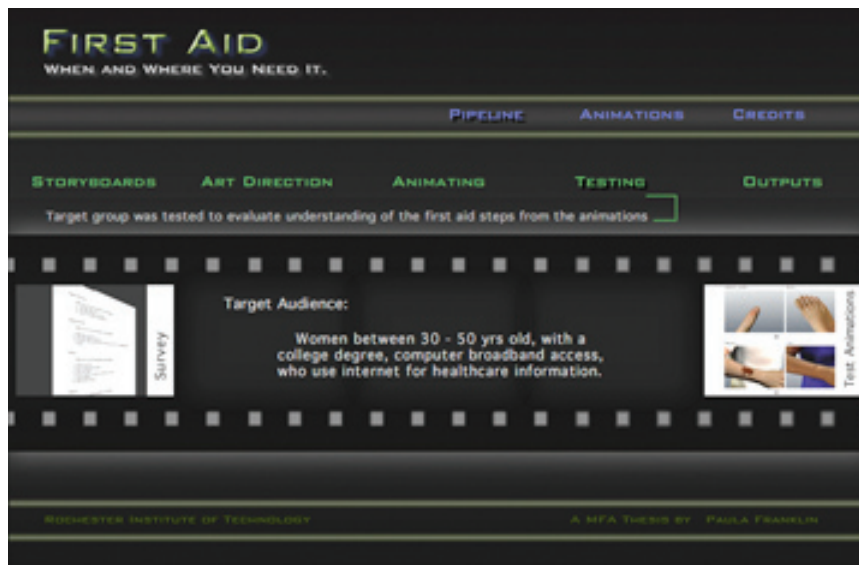 First Aid
When and Where You Need It.
Pipeline Animations Credits
Storyboards Art Direction Animating Testing Outputs
Target group was tested to evaluate understanding of the first aid steps from the animations
Survey
Target Audience:
Women between 30 - 50 yrs old, with a
college degree, computer broadband access,
who use internet for healthcare information.
Test Animations
Rochester Institute of Technology
A MFA Thesis by Paula Franklin